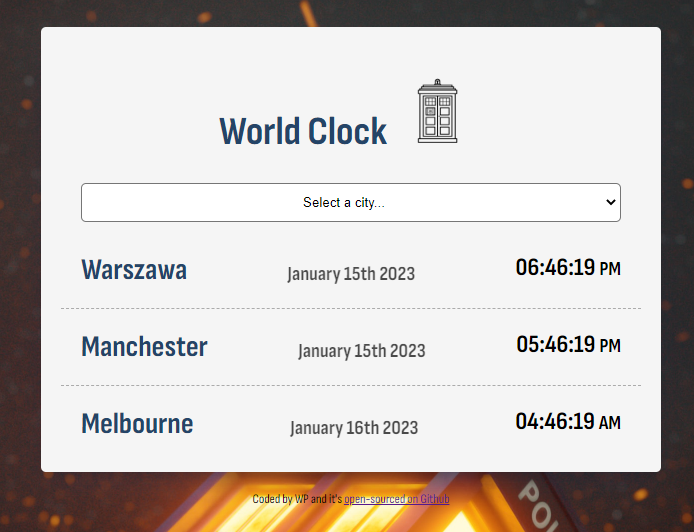 World Clock
Select a city...
Warszawa January 15th 2023 06:46:19 PM
Manchester January 15th 2023 05:46:19 PM
Melbourne January 16th 2023 04:46:19 AM
Coded by WP and it's open-sourced on Github
PO